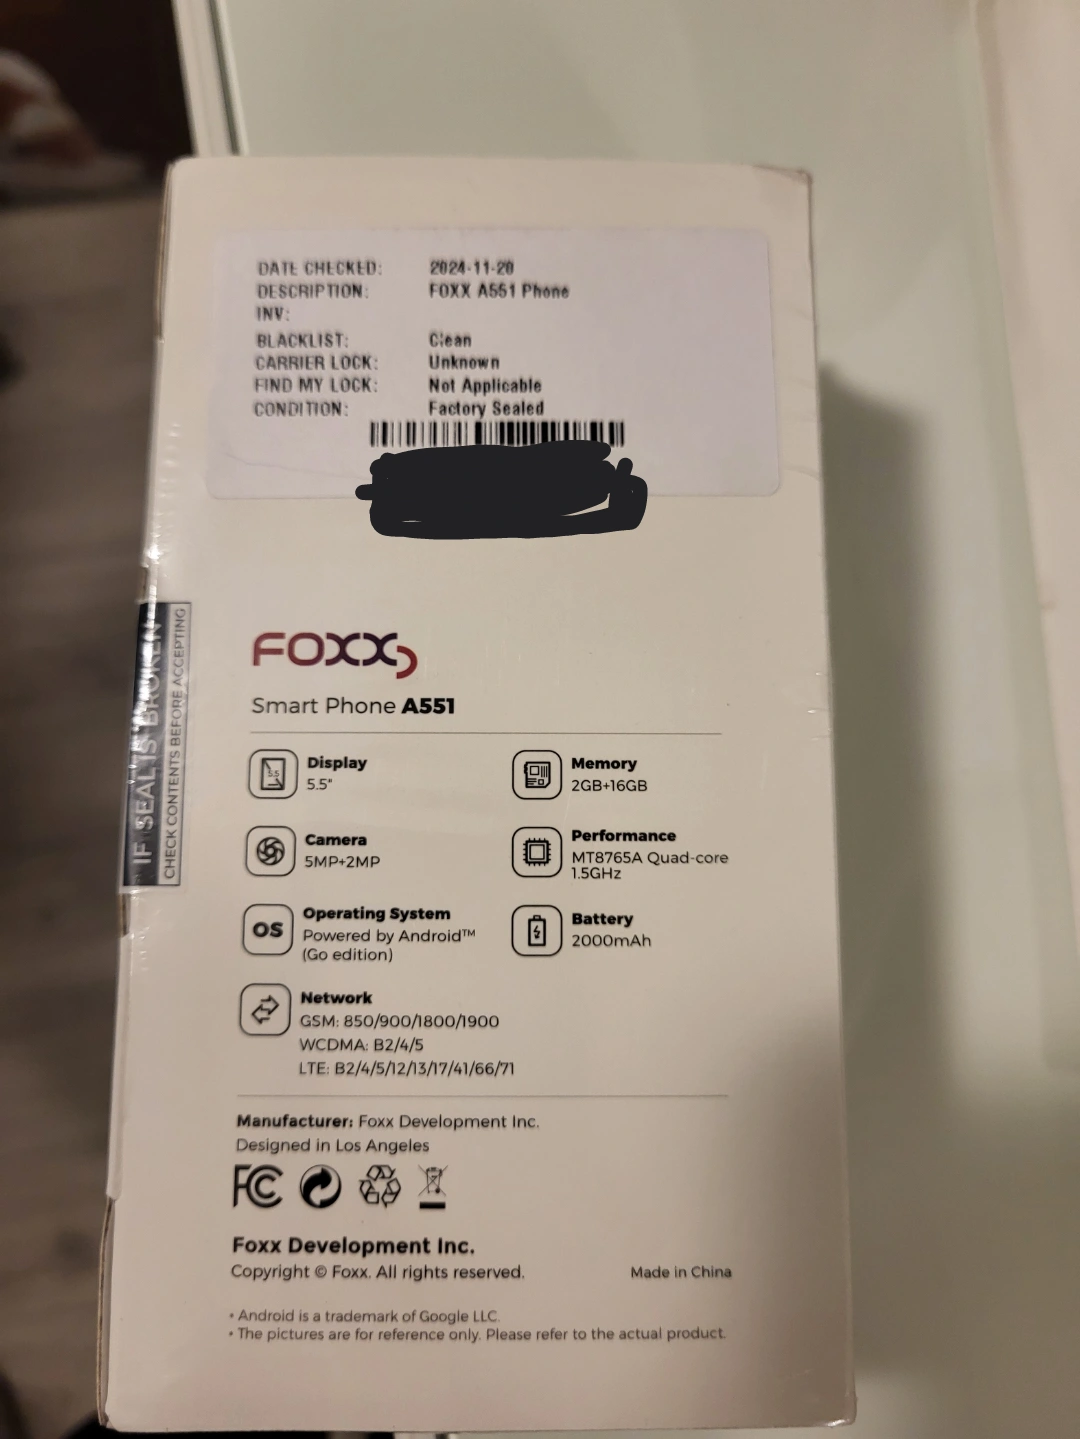 DATE CHECKED: 2024-11-20
DESCRIPTION: FOXX A551 Phone
INV:
BLACKLIST: Clean
CARRIER LOCK: Unknown
FIND MY LOCK: Not Applicable
CONDITION: Factory Sealed
IF SEAL IS BROKEN
CHECK CONTENTS BEFORE ACCEPTING
FOXX
Smart Phone A551
Display
5.5"
Memory
2GB+16GB
Camera
5MP+2MP
Performance
MT8765A Quad-core
1.5GHz
OS
Operating System
Powered by Android™
(Go edition)
Battery
2000mAh
Network
GSM: 850/900/1800/1900
WCDMA: B2/4/5
LTE: B2/4/5/12/13/17/41/66/71
Manufacturer: Foxx Development Inc.
Designed in Los Angeles
FC
Foxx Development Inc.
Copyright © Foxx. All rights reserved.
Made in China
• Android is a trademark of Google LLC.
• The pictures are for reference only. Please refer to the actual product.